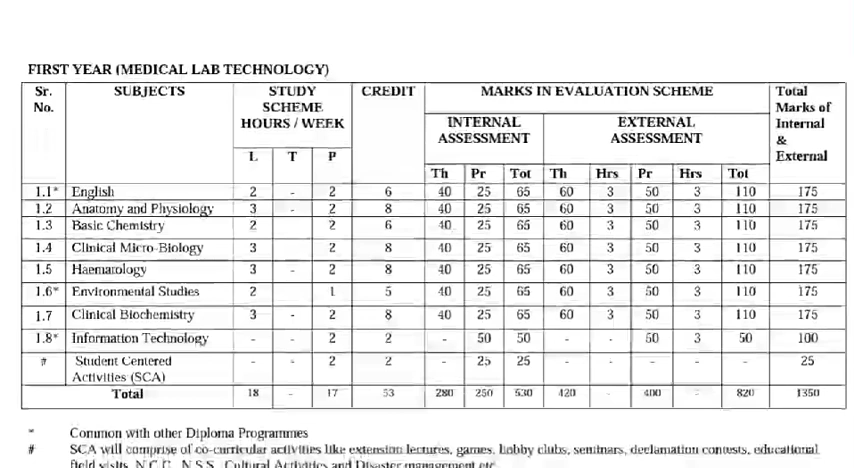 FIRST YEAR (MEDICAL LAB TECHNOLOGY)
Sr. No. SUBJECTS STUDY SCHEME HOURS / WEEK CREDIT MARKS IN EVALUATION SCHEME Total Marks of Internal & External
INTERNAL ASSESSMENT EXTERNAL ASSESSMENT
L T P
Th Pr Tot Th Hrs Pr Hrs Tot
1.1* English 2 - 2 6 40 25 65 60 3 50 3 110 175
1.2 Anatomy and Physiology 3 - 2 8 40 25 65 60 3 50 3 110 175
1.3 Basic Chemistry 2 2 6 40 25 65 60 3 50 3 110 175
1.4 Clinical Micro-Biology 3 2 8 40 25 65 60 3 50 3 110 175
1.5 Haematology 3 - 2 8 40 25 65 60 3 50 3 110 175
1.6* Environmental Studies 2 1 5 40 25 65 60 3 50 3 110 175
1.7 Clinical Biochemistry 3 - 2 8 40 25 65 60 3 50 3 110 175
1.8* Information Technology - - 2 2 - 50 50 - - 50 3 50 100
# Student Centered - - 2 2 - 25 25 - - - - - 25
Activities (SCA)
Total 18 - 17 53 280 250 530 420 - 400 - 820 1350
* Common with other Diploma Programmes
# SCA will comprise of co-curricular activities like extension lectures, games, hobby clubs, seminars, declamation contests, educational
field visits, N.C.C., N.S.S., Cultural Activities and Disaster management etc.